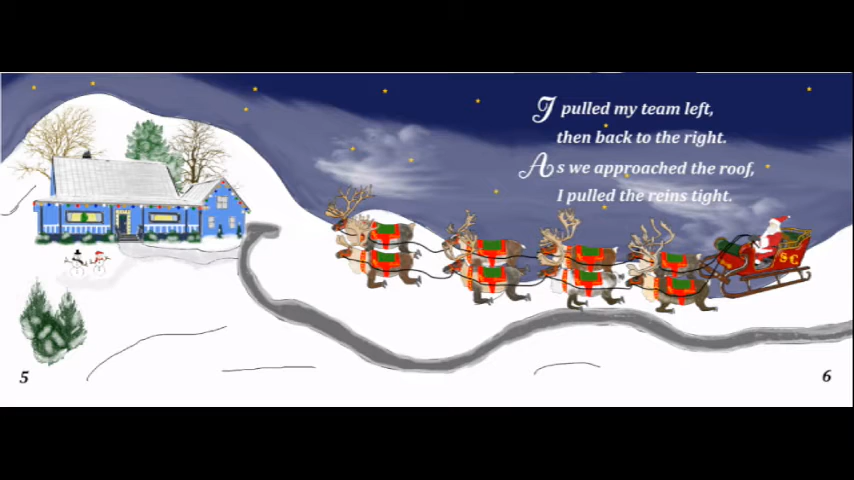 I pulled my team left,
then back to the right.
As we approached the roof,
I pulled the reins tight.
SC
5
6